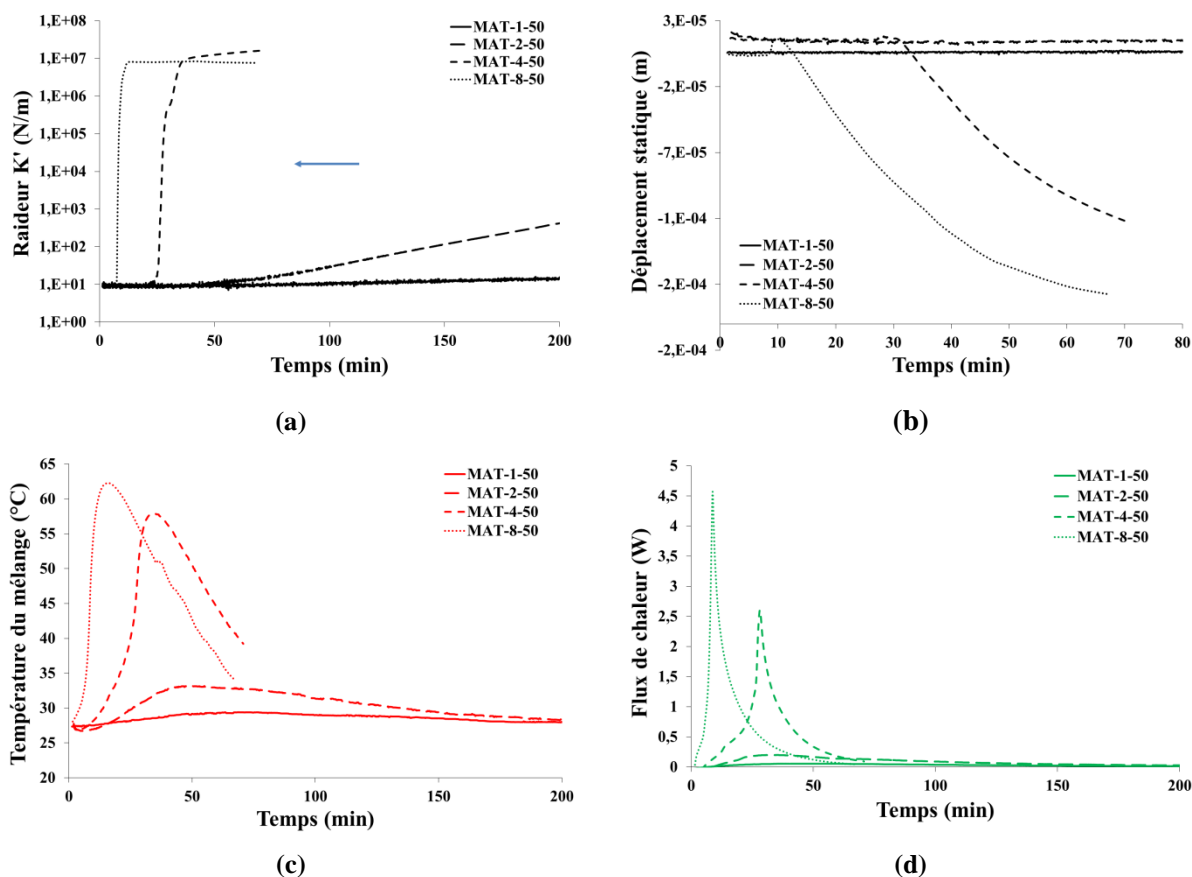 Raideur K' (N/m)
1,E+08
1,E+07
1,E+06
1,E+05
1,E+04
1,E+03
1,E+02
1,E+01
1,E+00
0
50
100
150
200
Temps (min)
MAT-1-50
MAT-2-50
MAT-4-50
MAT-8-50
(a)
Déplacement statique (m)
3,E-05
-2,E-05
-7,E-05
-1,E-04
-2,E-04
-2,E-04
0
10
20
30
40
50
60
70
80
Temps (min)
MAT-1-50
MAT-2-50
MAT-4-50
MAT-8-50
(b)
Température du mélange (°C)
65
60
55
50
45
40
35
30
25
20
0
50
100
150
200
Temps (min)
MAT-1-50
MAT-2-50
MAT-4-50
MAT-8-50
(c)
Flux de chaleur (W)
5
4,5
4
3,5
3
2,5
2
1,5
1
0,5
0
0
50
100
150
200
Temps (min)
MAT-1-50
MAT-2-50
MAT-4-50
MAT-8-50
(d)